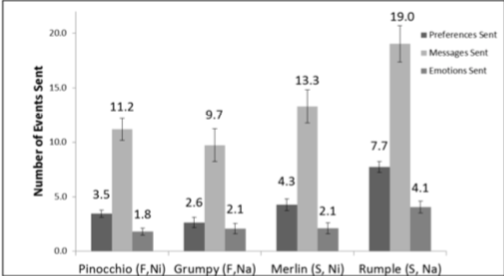 Number of Events Sent
20.0
15.0
10.0
5.0
0.0
Preferences Sent
Messages Sent
Emotions Sent
3.5
11.2
1.8
2.6
9.7
2.1
4.3
13.3
2.1
7.7
19.0
4.1
Pinocchio (F,Ni)
Grumpy (F,Na)
Merlin (S, Ni)
Rumple (S, Na)